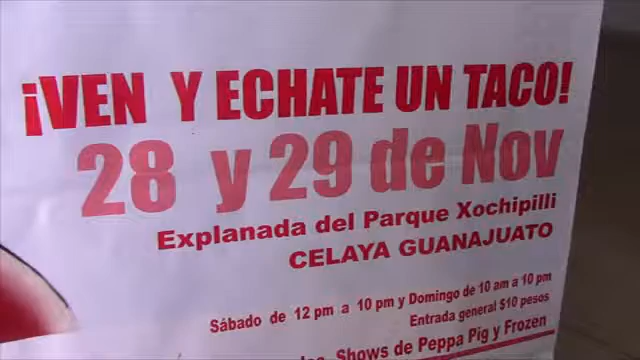 ¡VEN Y ECHATE UN TACO!
28 y 29 de Nov
Explanada del Parque Xochipilli
CELAYA GUANAJUATO
Sábado de 12 pm a 10 pm y Domingo de 10 am a 10 pm
Entrada general $10 pesos
Shows de Peppa Pig y Frozen